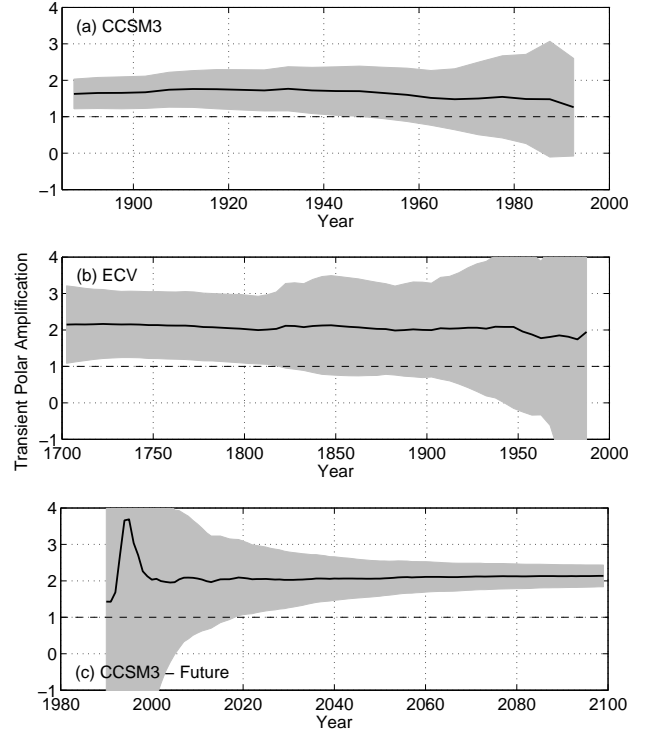 4
3
2
1
0
−1
(a) CCSM3
1900 1920 1940 1960 1980 2000
Year
Transient Polar Amplification
4
3
2
1
0
−1
(b) ECV
1700 1750 1800 1850 1900 1950 2000
Year
4
3
2
1
0
−1
(c) CCSM3 − Future
1980 2000 2020 2040 2060 2080 2100
Year